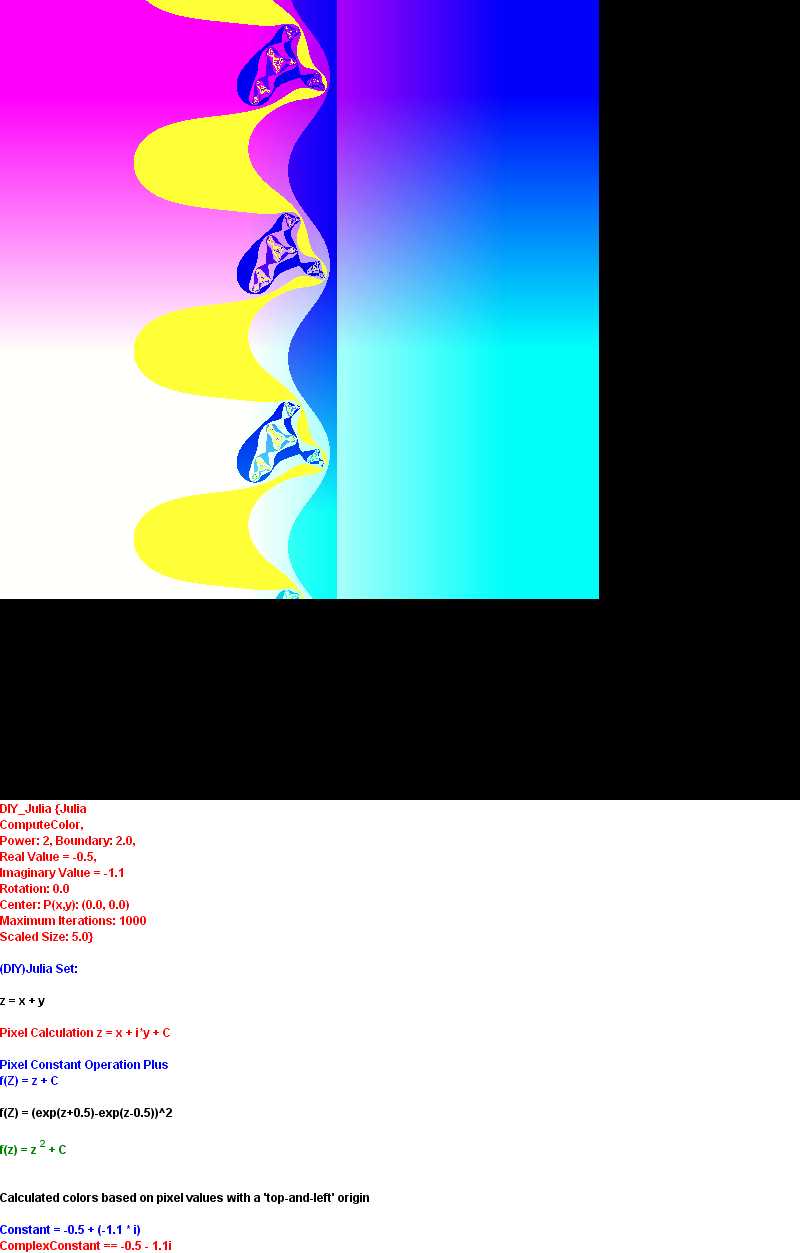 DIY_Julia {Julia
ComputeColor,
Power: 2, Boundary: 2.0,
Real Value = -0.5,
Imaginary Value = -1.1
Rotation: 0.0
Center: P(x,y): (0.0, 0.0)
Maximum Iterations: 1000
Scaled Size: 5.0}
(DIY)Julia Set:
z = x + y
Pixel Calculation z = x + i*y + C
Pixel Constant Operation Plus
f(Z) = z + C
f(Z) = (exp(z+0.5)-exp(z-0.5))^2
f(z) = z 2 + C
Calculated colors based on pixel values with a 'top-and-left' origin
Constant = -0.5 + (-1.1 * i)
ComplexConstant == -0.5 - 1.1i